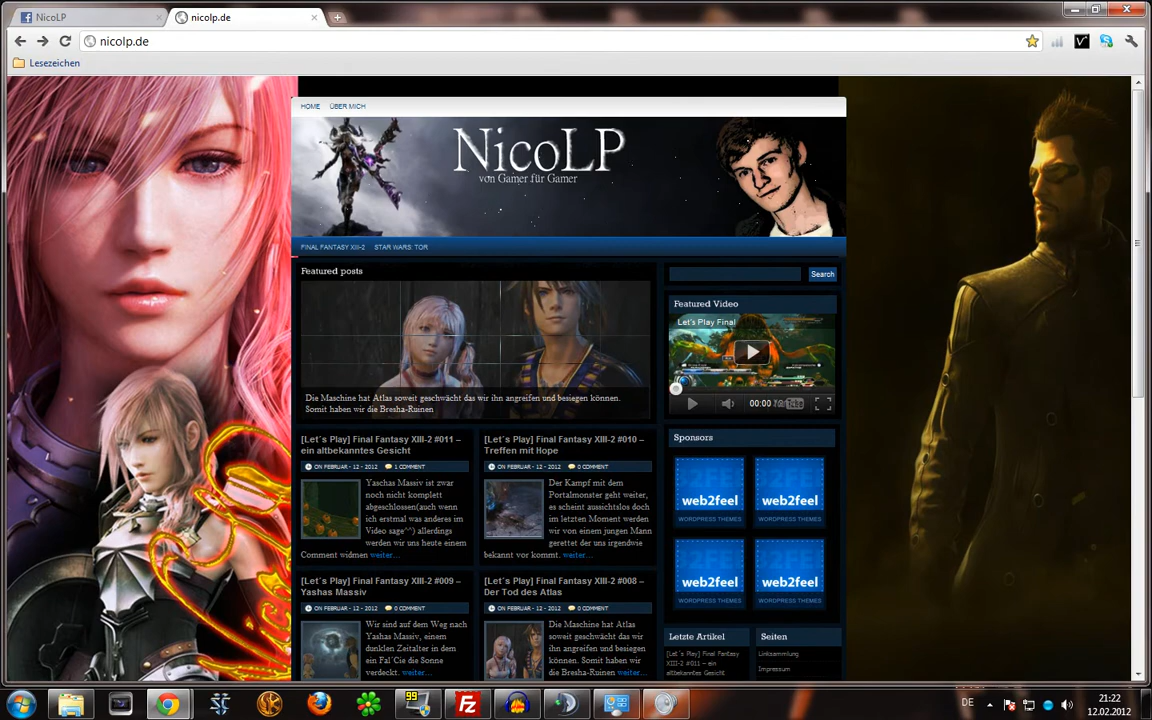 NicoLP
nicolp.de
nicolp.de
Lesezeichen
HOME ÜBER MICH
NicoLP
von Gamer für Gamer
FINAL FANTASY XIII-2 STAR WARS: TOR
Featured posts
Die Maschine hat Atlas soweit geschwächt das wir ihn angreifen und besiegen können.
Somit haben wir die Bresha-Ruinen
[Let´s Play] Final Fantasy XIII-2 #011 –
ein altbekanntes Gesicht
ON FEBRUAR - 12 - 2012 1 COMMENT
Yaschas Massiv ist zwar
noch nicht komplett
abgeschlossen(auch wenn
ich erstmal was anderes im
Video sage^^) allerdings
werden wir uns heute einem
Comment widmen weiter...
[Let´s Play] Final Fantasy XIII-2 #010 –
Treffen mit Hope
ON FEBRUAR - 12 - 2012 0 COMMENT
Der Kampf mit dem
Portalmonster geht weiter,
es scheint aussichtslos doch
im letzten Moment werden
wir von einem jungen Mann
gerettet der uns irgendwie
bekannt vor kommt. weiter...
[Let´s Play] Final Fantasy XIII-2 #009 –
Yashas Massiv
ON FEBRUAR - 12 - 2012 0 COMMENT
Wir sind auf dem Weg nach
Yashas Massiv, einem
dunklen Zeitalter in dem
ein Fal´Cie die Sonne
verdeckt. weiter...
[Let´s Play] Final Fantasy XIII-2 #008 –
Der Tod des Atlas
ON FEBRUAR - 12 - 2012 0 COMMENT
Die Maschine hat Atlas
soweit geschwächt das wir
ihn angreifen und besiegen
können. Somit haben wir
die Bresha-Ruinen weiter...
Search
Featured Video
Let's Play Final
00:00
Sponsors
web2feel
WORDPRESS THEMES
web2feel
WORDPRESS THEMES
web2feel
WORDPRESS THEMES
web2feel
WORDPRESS THEMES
Letzte Artikel
[Let´s Play] Final Fantasy
XIII-2 #011 – ein
altbekanntes Gesicht
Seiten
Linksammlung
Impressum
99
DE
21:22
12.02.2012